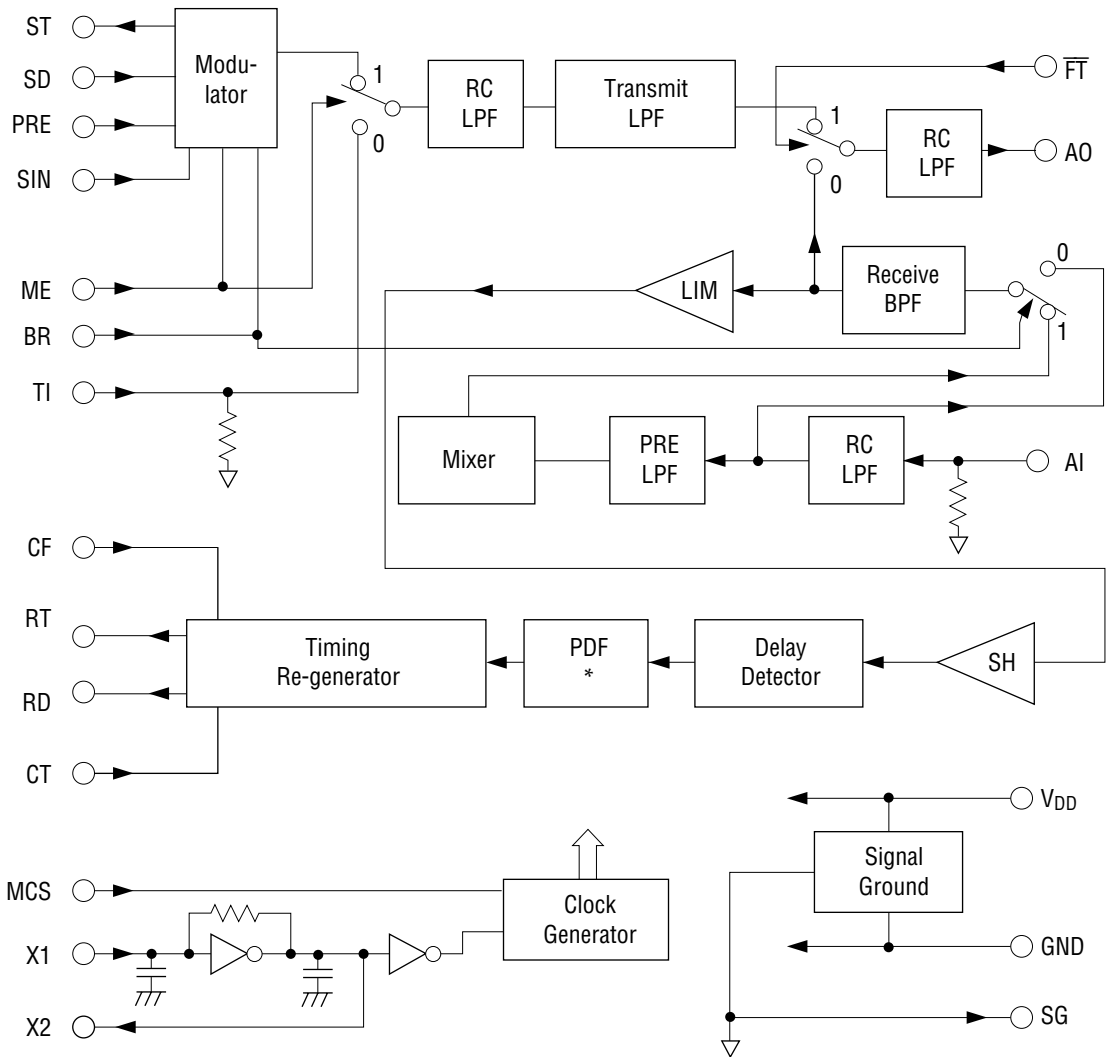 ST
Modu-
lator
SD
PRE
SIN
1
0
RC
LPF
Transmit
LPF
F̅T̅
1
0
RC
LPF
AO
ME
BR
TI
LIM
Receive
BPF
0
1
Mixer
PRE
LPF
RC
LPF
AI
CF
RT
RD
CT
Timing
Re-generator
PDF
*
Delay
Detector
SH
VDD
Signal
Ground
GND
SG
MCS
X1
X2
Clock
Generator